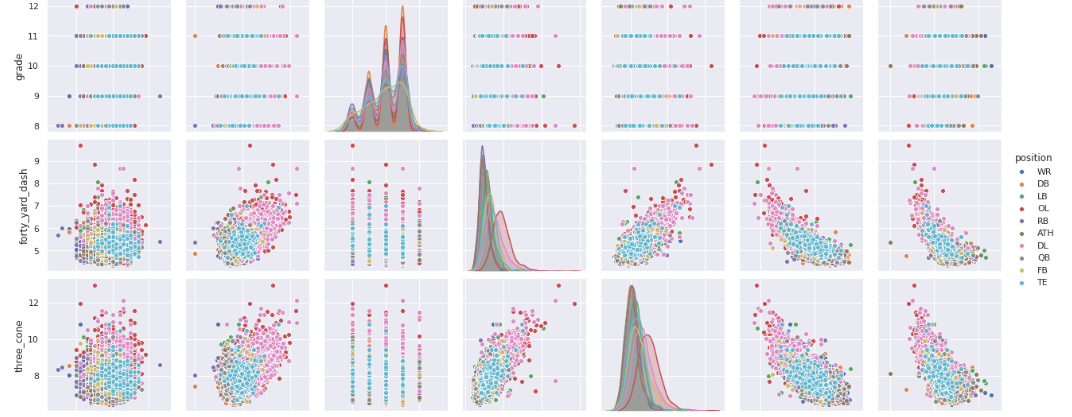 12
11
10
9
8
grade
9
8
7
6
5
forty_yard_dash
12
10
8
three_cone
position
WR
DB
LB
OL
RB
ATH
DL
QB
FB
TE